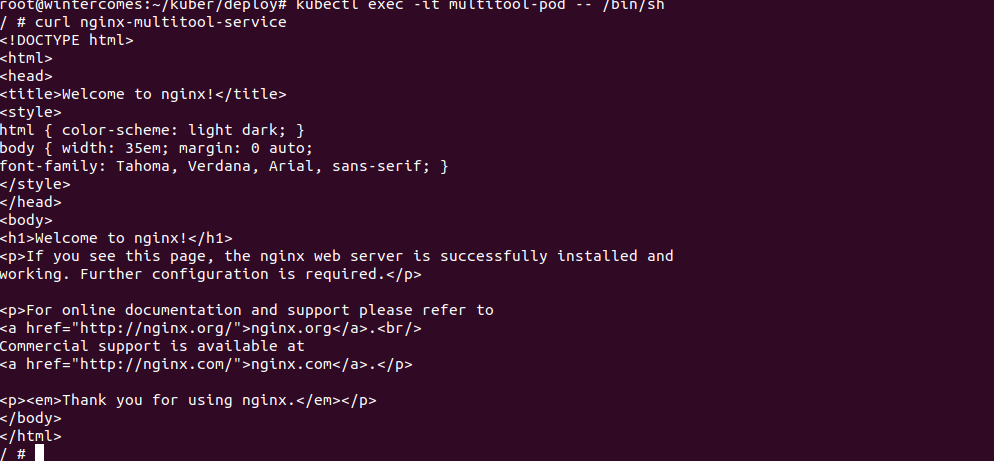 root@wintercomes:~/kuber/deploy# kubectl exec -it multitool-pod -- /bin/sh
/ # curl nginx-multitool-service
<!DOCTYPE html>
<html>
<head>
<title>Welcome to nginx!</title>
<style>
html { color-scheme: light dark; }
body { width: 35em; margin: 0 auto;
font-family: Tahoma, Verdana, Arial, sans-serif; }
</style>
</head>
<body>
<h1>Welcome to nginx!</h1>
<p>If you see this page, the nginx web server is successfully installed and
working. Further configuration is required.</p>

<p>For online documentation and support please refer to
<a href="http://nginx.org/">nginx.org</a>.<br/>
Commercial support is available at
<a href="http://nginx.com/">nginx.com</a>.</p>

<p><em>Thank you for using nginx.</em></p>
</body>
</html>
/ #